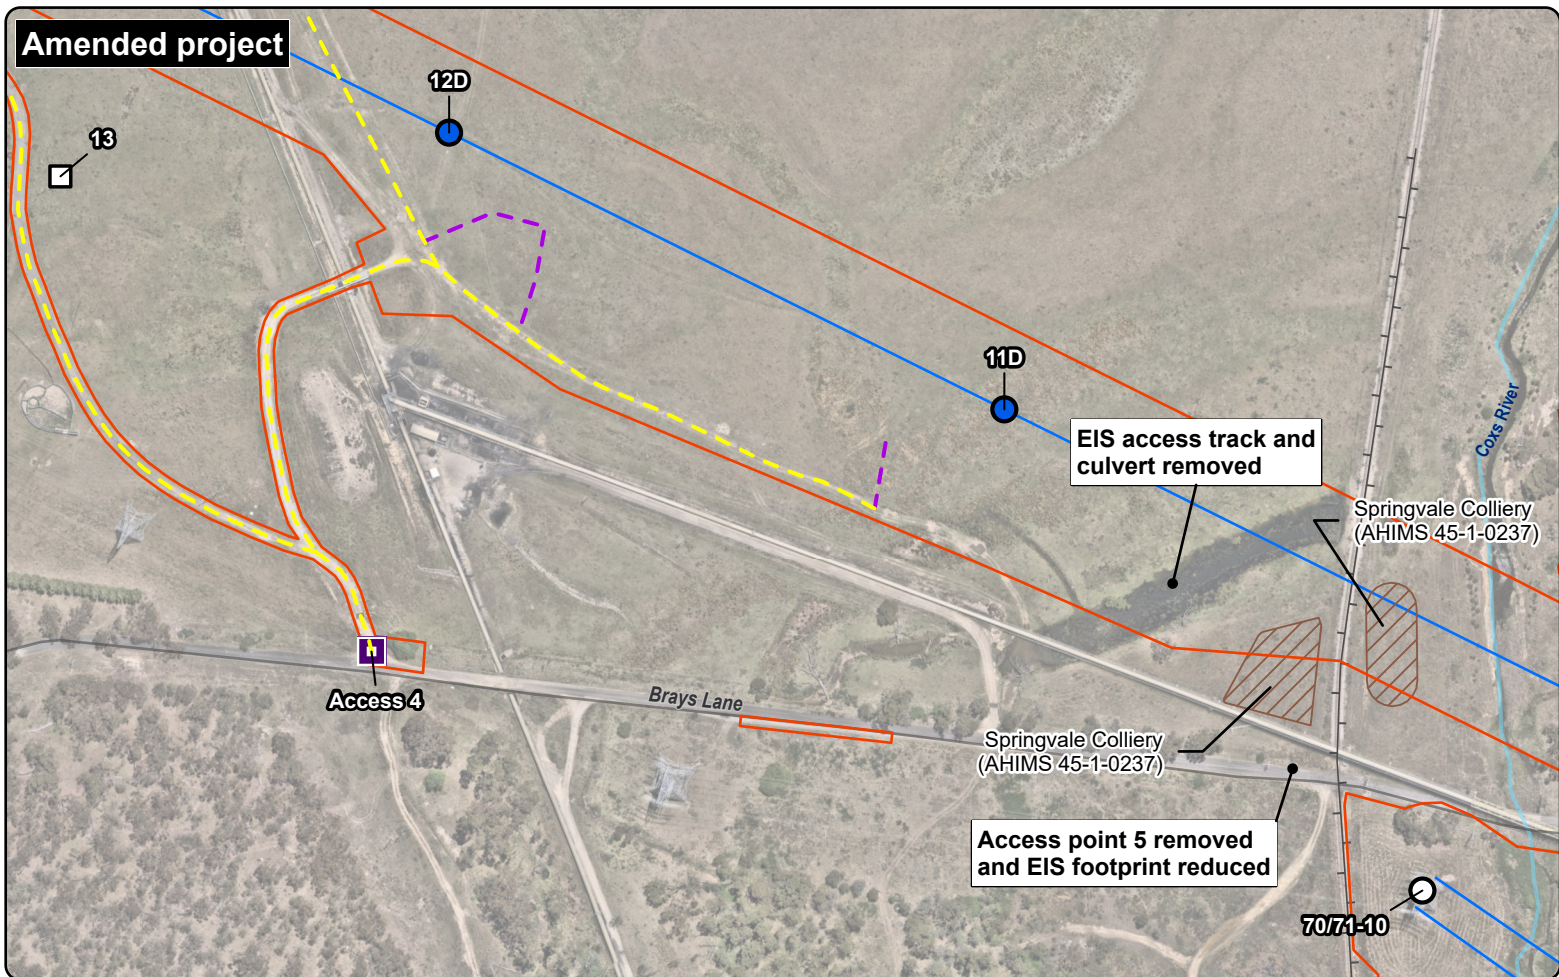 Amended project
12D
13
11D
EIS access track and
culvert removed
Coxs River
Springvale Colliery
(AHIMS 45-1-0237)
Access 4
Brays Lane
Springvale Colliery
(AHIMS 45-1-0237)
Access point 5 removed
and EIS footprint reduced
70/71-10